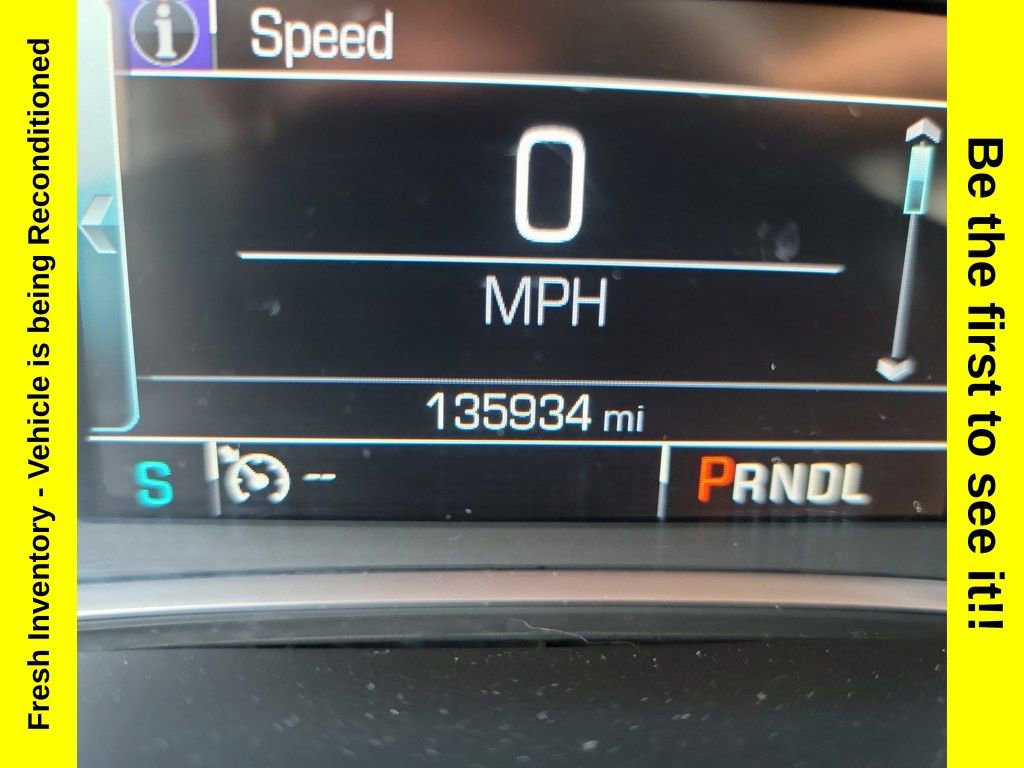 Fresh Inventory - Vehicle is being Reconditioned
i Speed
0
MPH
135934 mi
S -- PRNDL
Be the first to see it!!